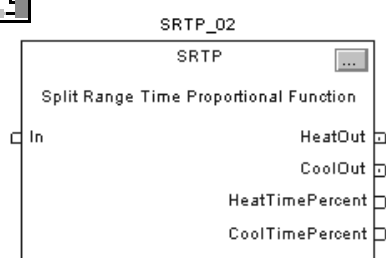 SRTP_02
SRTP
...
Split Range Time Proportional Function
In
HeatOut
CoolOut
HeatTimePercent
CoolTimePercent